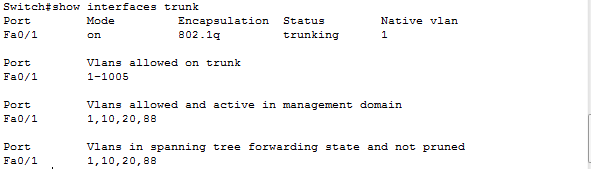 Switch#show interfaces trunk
Port        Mode         Encapsulation  Status        Native vlan
Fa0/1       on           802.1q         trunking      1
Port        Vlans allowed on trunk
Fa0/1       1-1005
Port        Vlans allowed and active in management domain
Fa0/1       1,10,20,88
Port        Vlans in spanning tree forwarding state and not pruned
Fa0/1       1,10,20,88